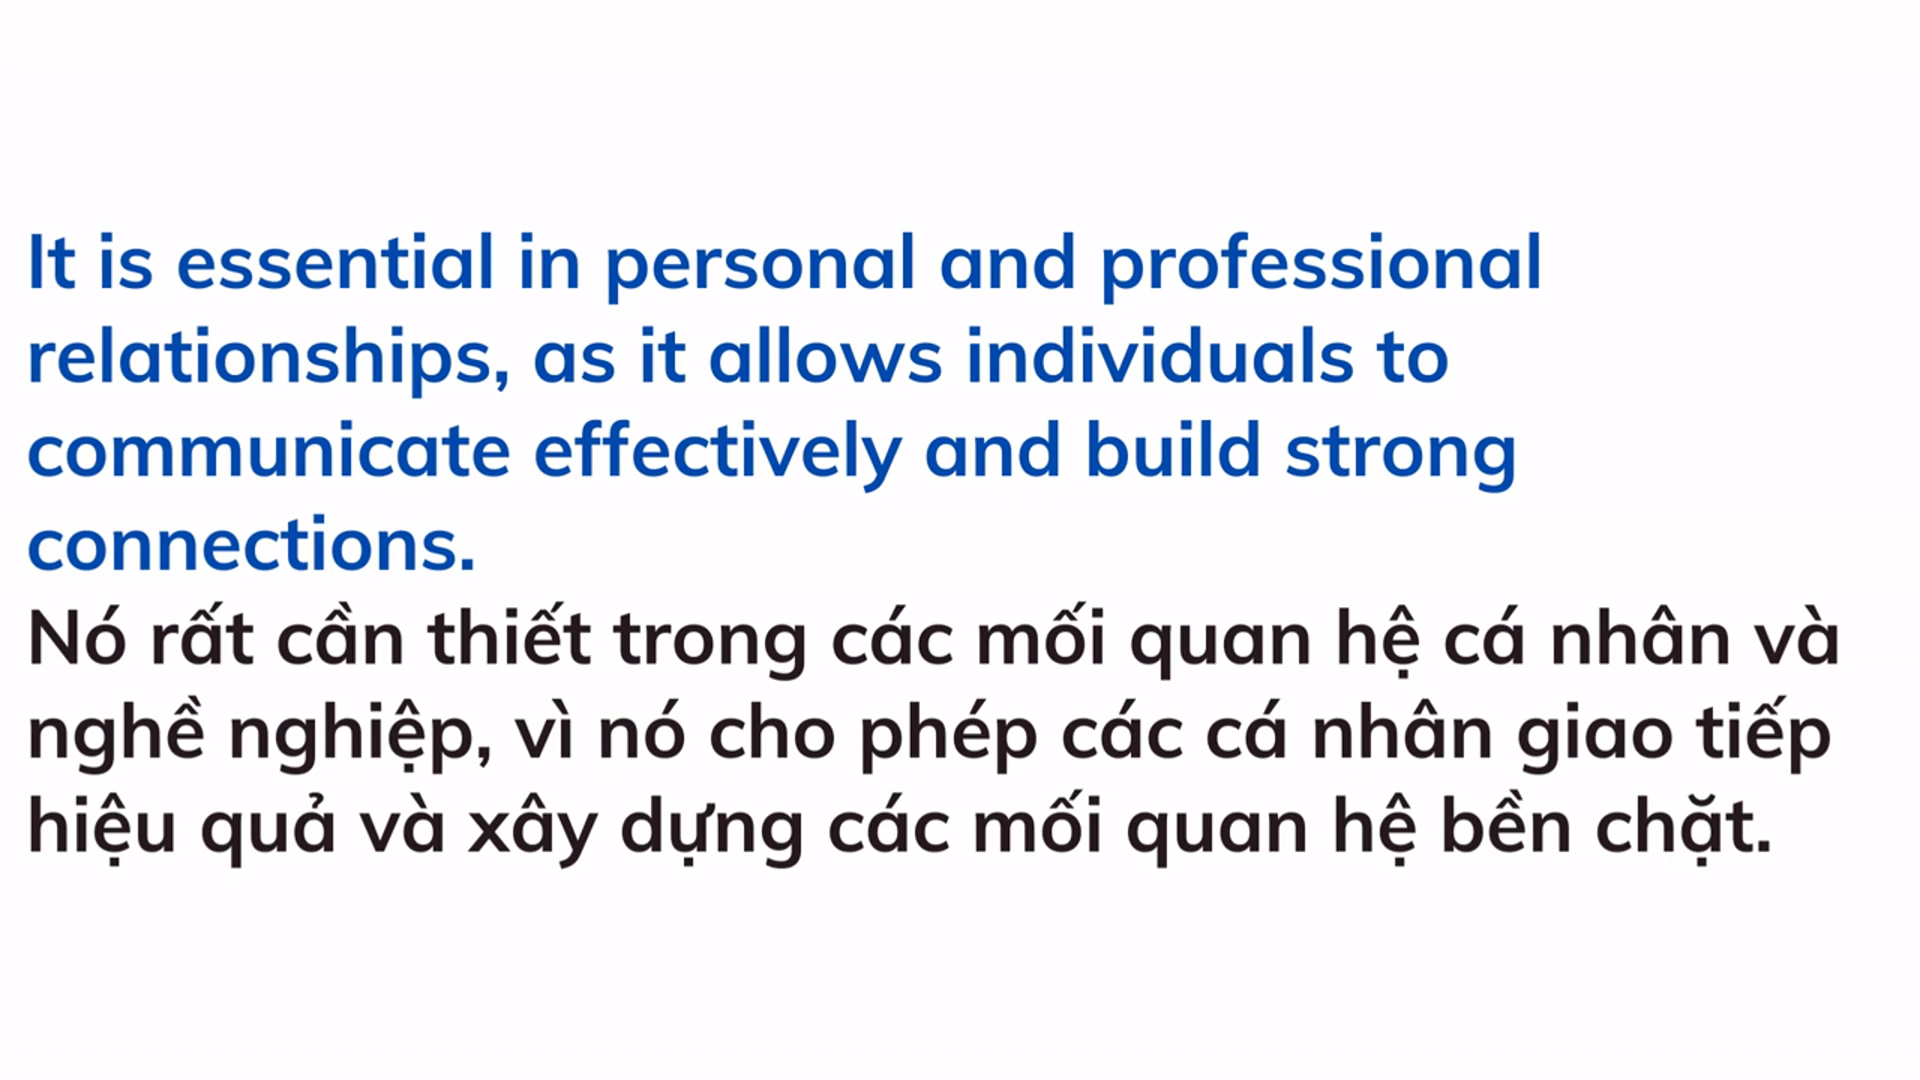 It is essential in personal and professional
relationships, as it allows individuals to
communicate effectively and build strong
connections.
Nó rất cần thiết trong các mối quan hệ cá nhân và
nghề nghiệp, vì nó cho phép các cá nhân giao tiếp
hiệu quả và xây dựng các mối quan hệ bền chặt.